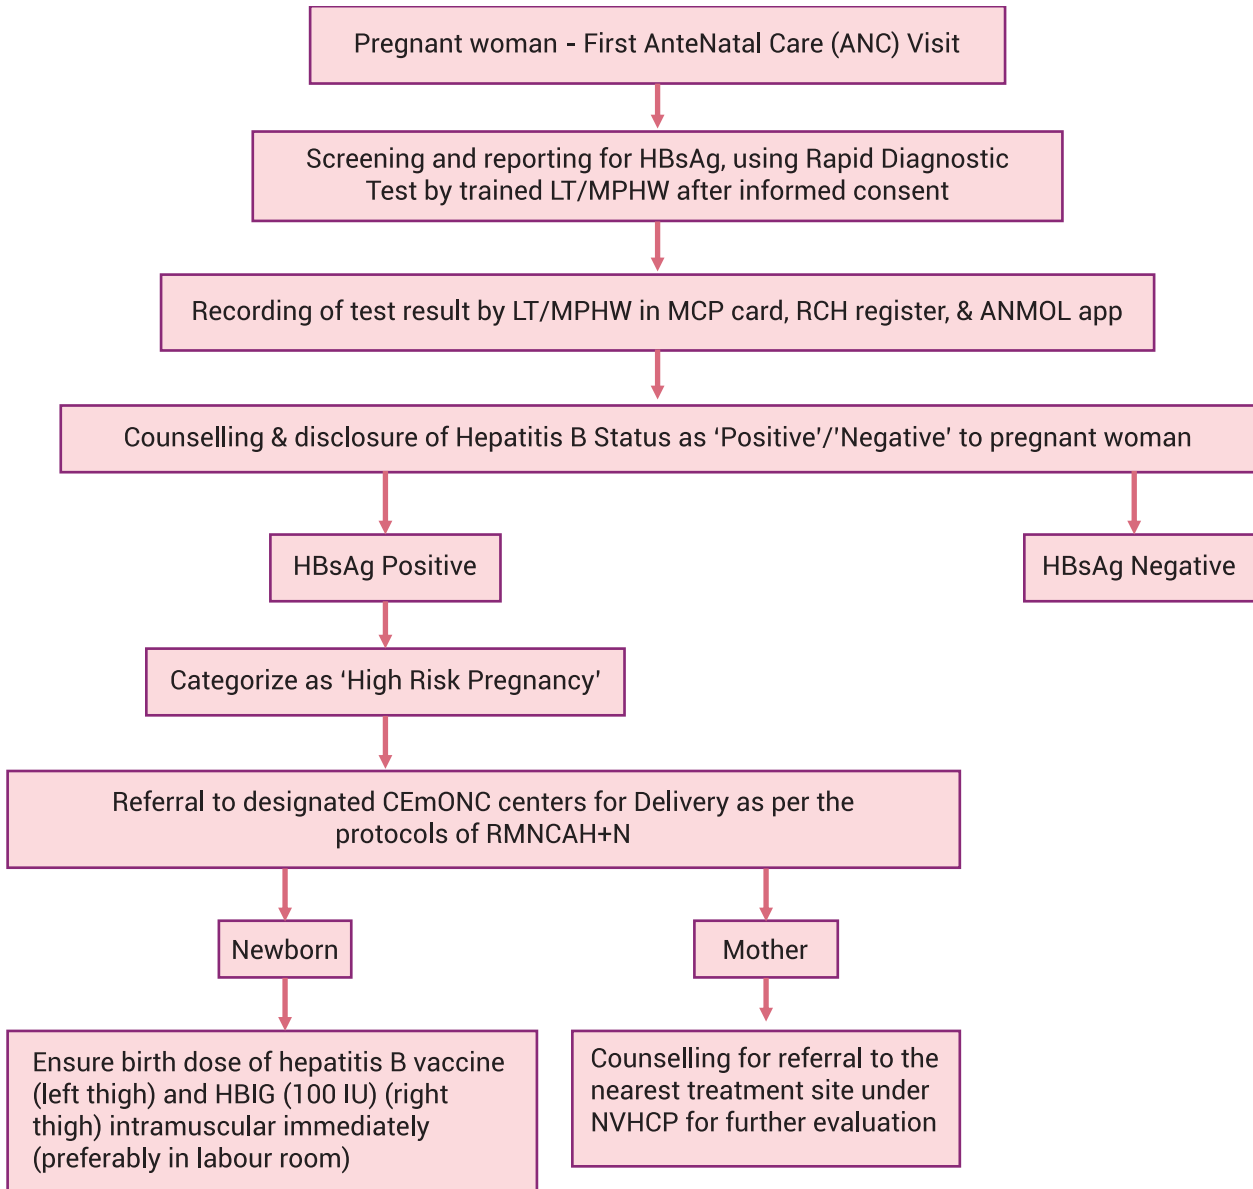 Pregnant woman - First AnteNatal Care (ANC) Visit
Screening and reporting for HBsAg, using Rapid Diagnostic
Test by trained LT/MPHW after informed consent
Recording of test result by LT/MPHW in MCP card, RCH register, & ANMOL app
Counselling & disclosure of Hepatitis B Status as ‘Positive’/’Negative’ to pregnant woman
HBsAg Positive
HBsAg Negative
Categorize as ‘High Risk Pregnancy’
Referral to designated CEmONC centers for Delivery as per the
protocols of RMNCAH+N
Newborn
Mother
Ensure birth dose of hepatitis B vaccine
(left thigh) and HBIG (100 IU) (right
thigh) intramuscular immediately
(preferably in labour room)
Counselling for referral to the
nearest treatment site under
NVHCP for further evaluation